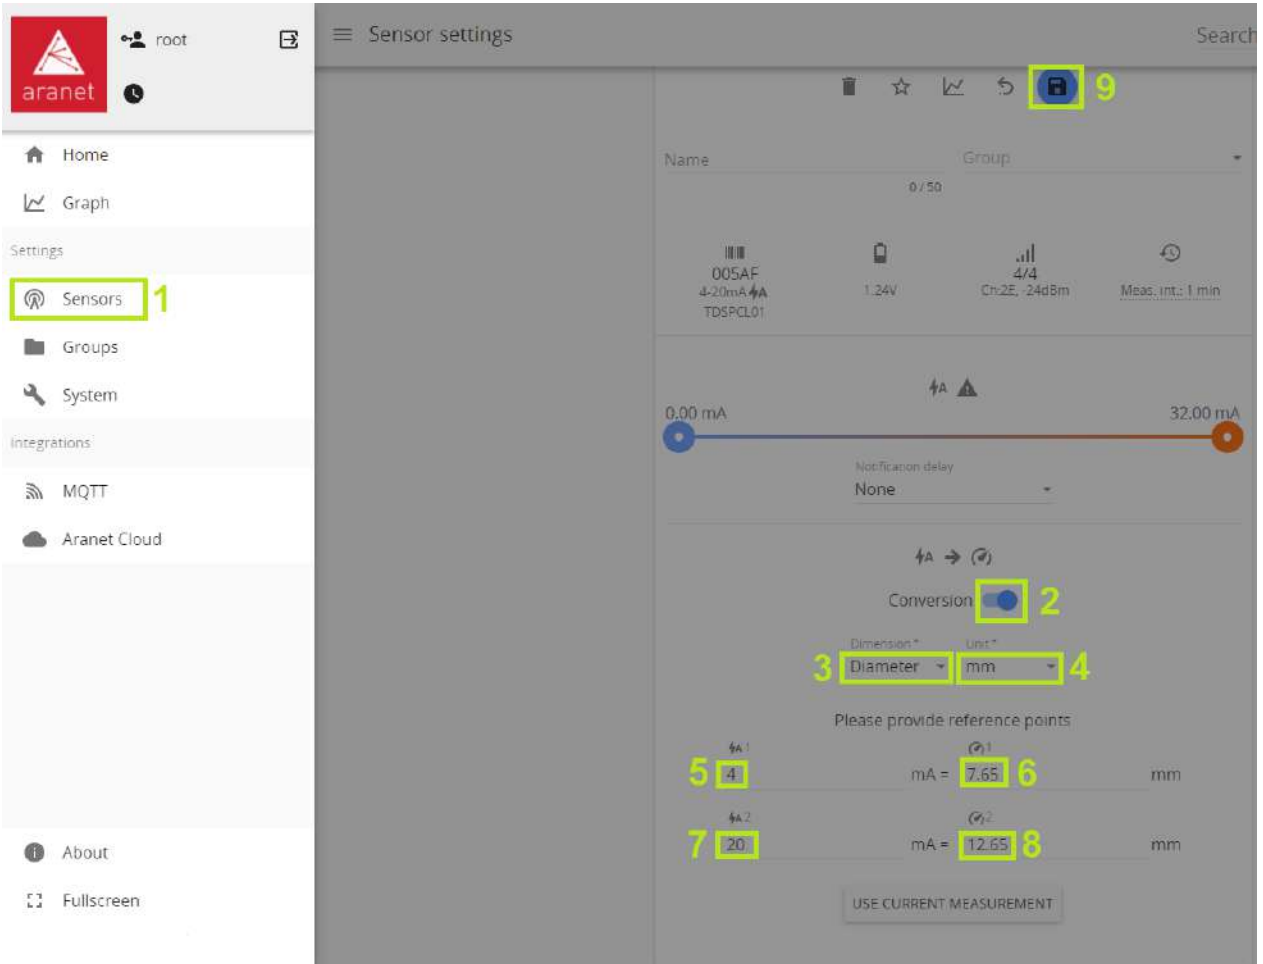 aranet
root
Sensor settings
Search
9
Home
Graph
Settings
Sensors
1
Groups
System
Integrations
MQTT
Aranet Cloud
About
Fullscreen
Name
Group
0 / 50
005AF
4-20mA A
TDSPCL01
1.24V
4/4
Ch:2E, -24dBm
Meas. int.: 1 min
A
0.00 mA
32.00 mA
Notification delay
None
A
Conversion
2
Dimension *
Unit *
3
Diameter
mm
4
Please provide reference points
A 1
1
5
4
mA =
7.65
6
mm
A 2
2
7
20
mA =
12.65
8
mm
USE CURRENT MEASUREMENT